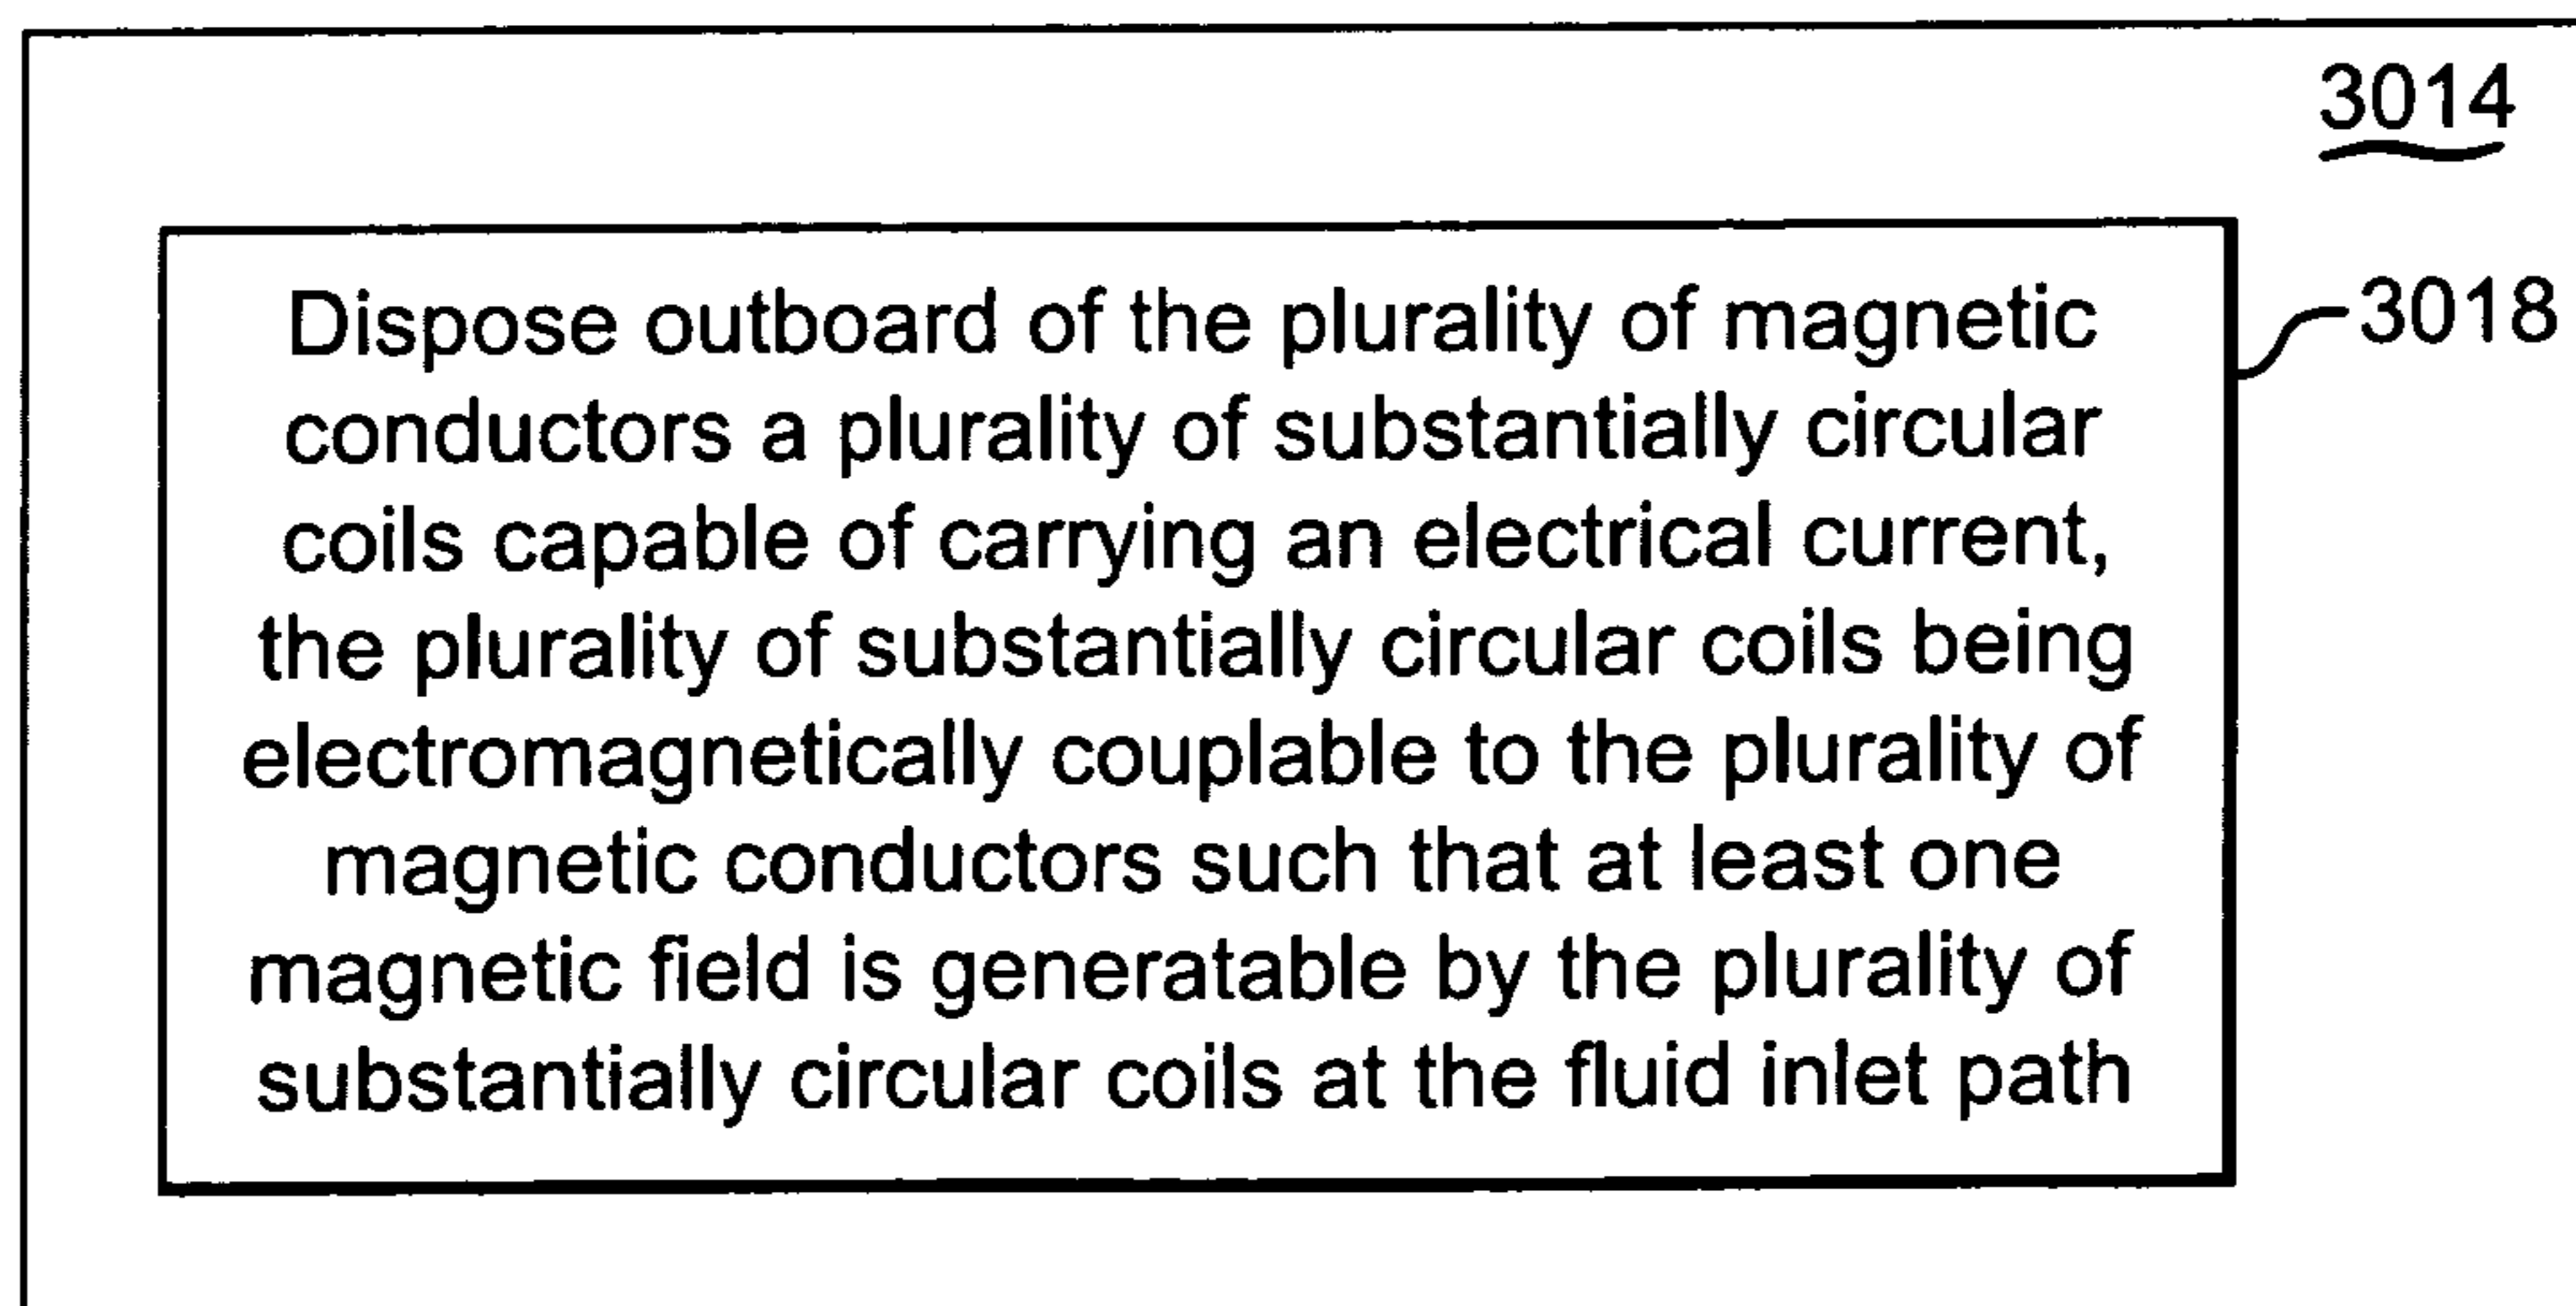 3014
Dispose outboard of the plurality of magnetic
conductors a plurality of substantially circular
coils capable of carrying an electrical current,
the plurality of substantially circular coils being
electromagnetically couplable to the plurality of
magnetic conductors such that at least one
magnetic field is generatable by the plurality of
substantially circular coils at the fluid inlet path
3018